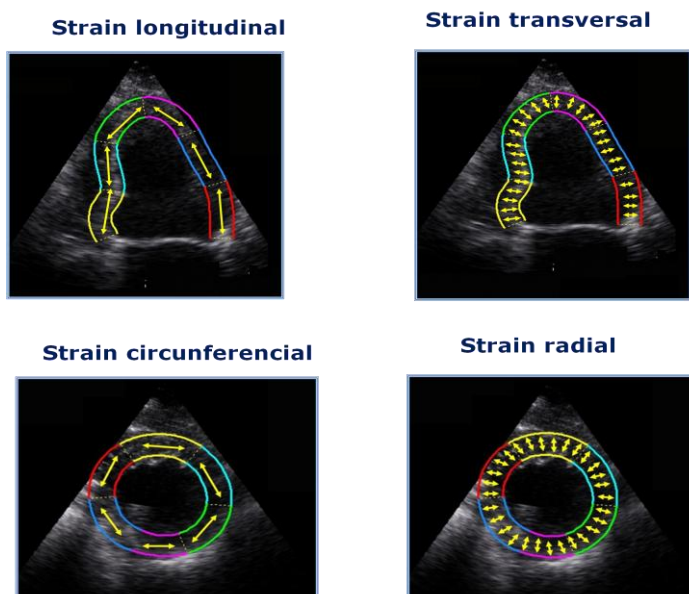 Strain longitudinal
Strain transversal
Strain circunferencial
Strain radial